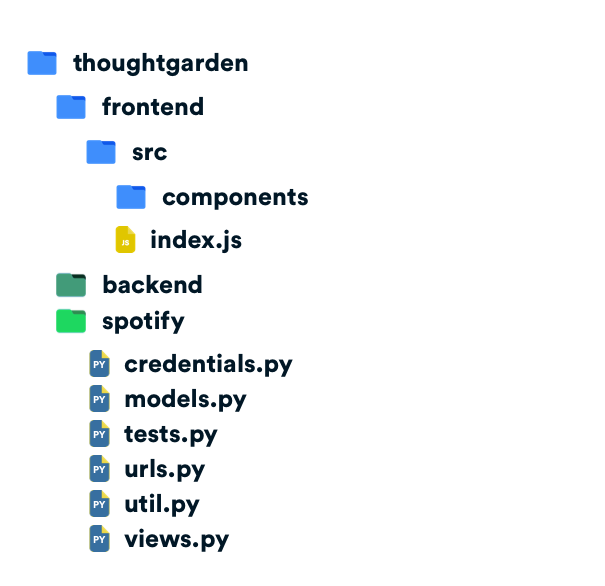 thoughtgarden
frontend
src
components
JS index.js
backend
spotify
PY credentials.py
PY models.py
PY tests.py
PY urls.py
PY util.py
PY views.py